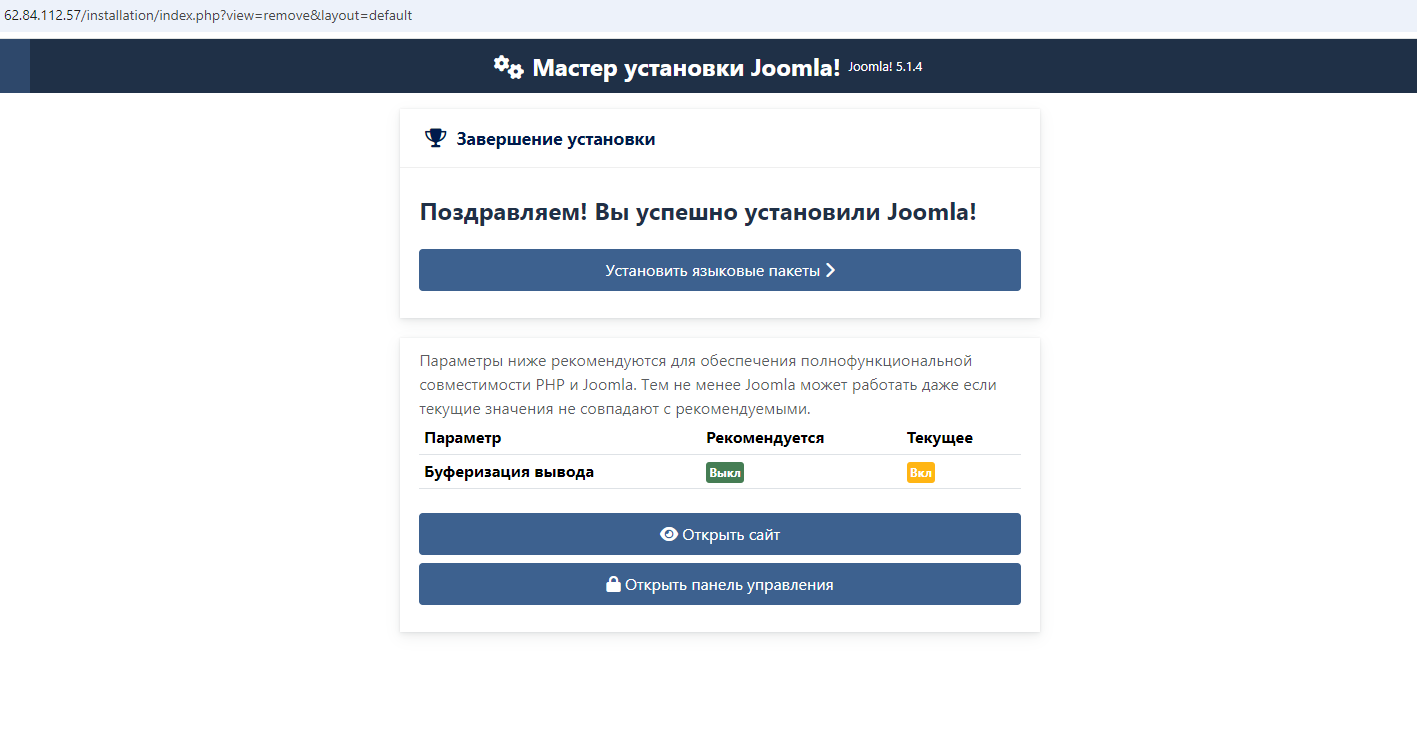 62.84.112.57/installation/index.php?view=remove&layout=default
Мастер установки Joomla! Joomla! 5.1.4
Завершение установки
Поздравляем! Вы успешно установили Joomla!
Установить языковые пакеты
Параметры ниже рекомендуются для обеспечения полнофункциональной
совместимости PHP и Joomla. Тем не менее Joomla может работать даже если
текущие значения не совпадают с рекомендуемыми.
Параметр Рекомендуется Текущее
Буферизация вывода Выкл Вкл
Открыть сайт
Открыть панель управления